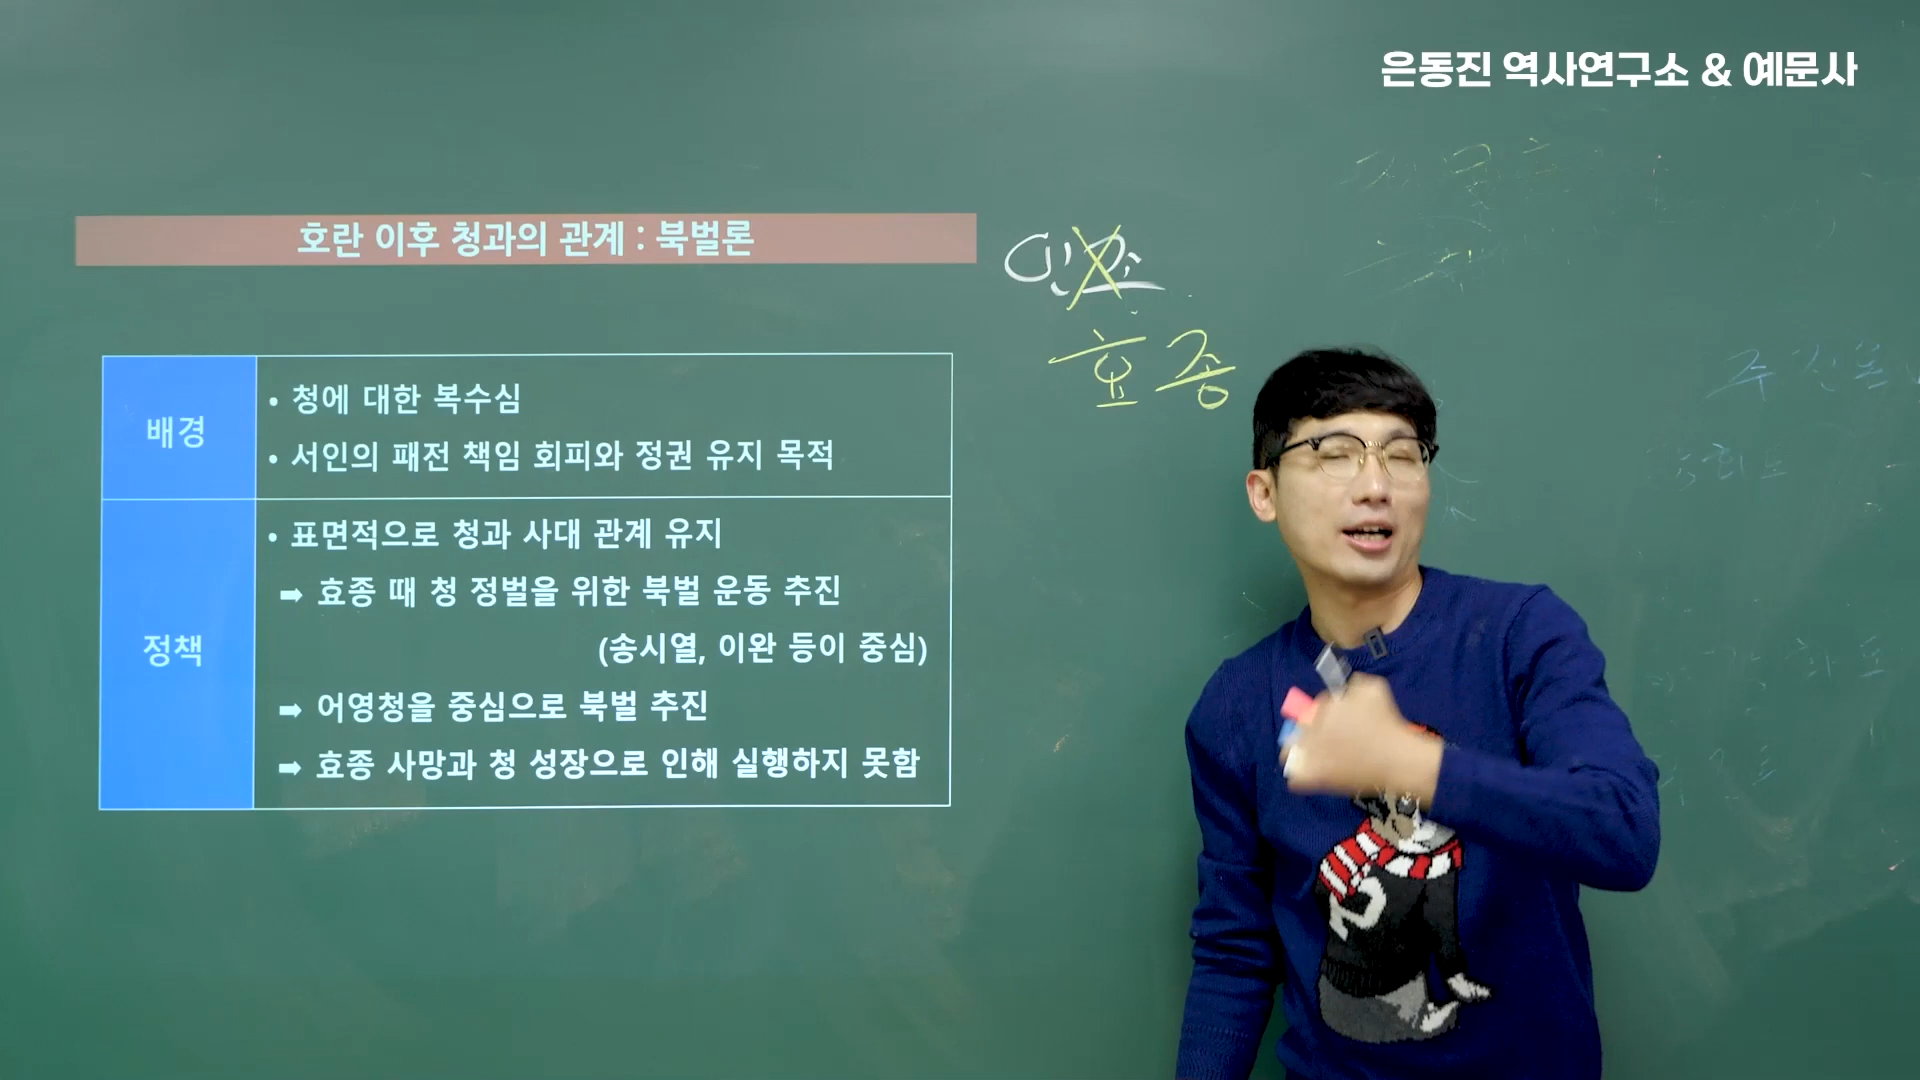 은동진 역사연구소 & 예문사
호란 이후 청과의 관계 : 북벌론
배경
• 청에 대한 복수심
• 서인의 패전 책임 회피와 정권 유지 목적
정책
• 표면적으로 청과 사대 관계 유지
➡ 효종 때 청 정벌을 위한 북벌 운동 추진
(송시열, 이완 등이 중심)
➡ 어영청을 중심으로 북벌 추진
➡ 효종 사망과 청 성장으로 인해 실행하지 못함
인조
효종